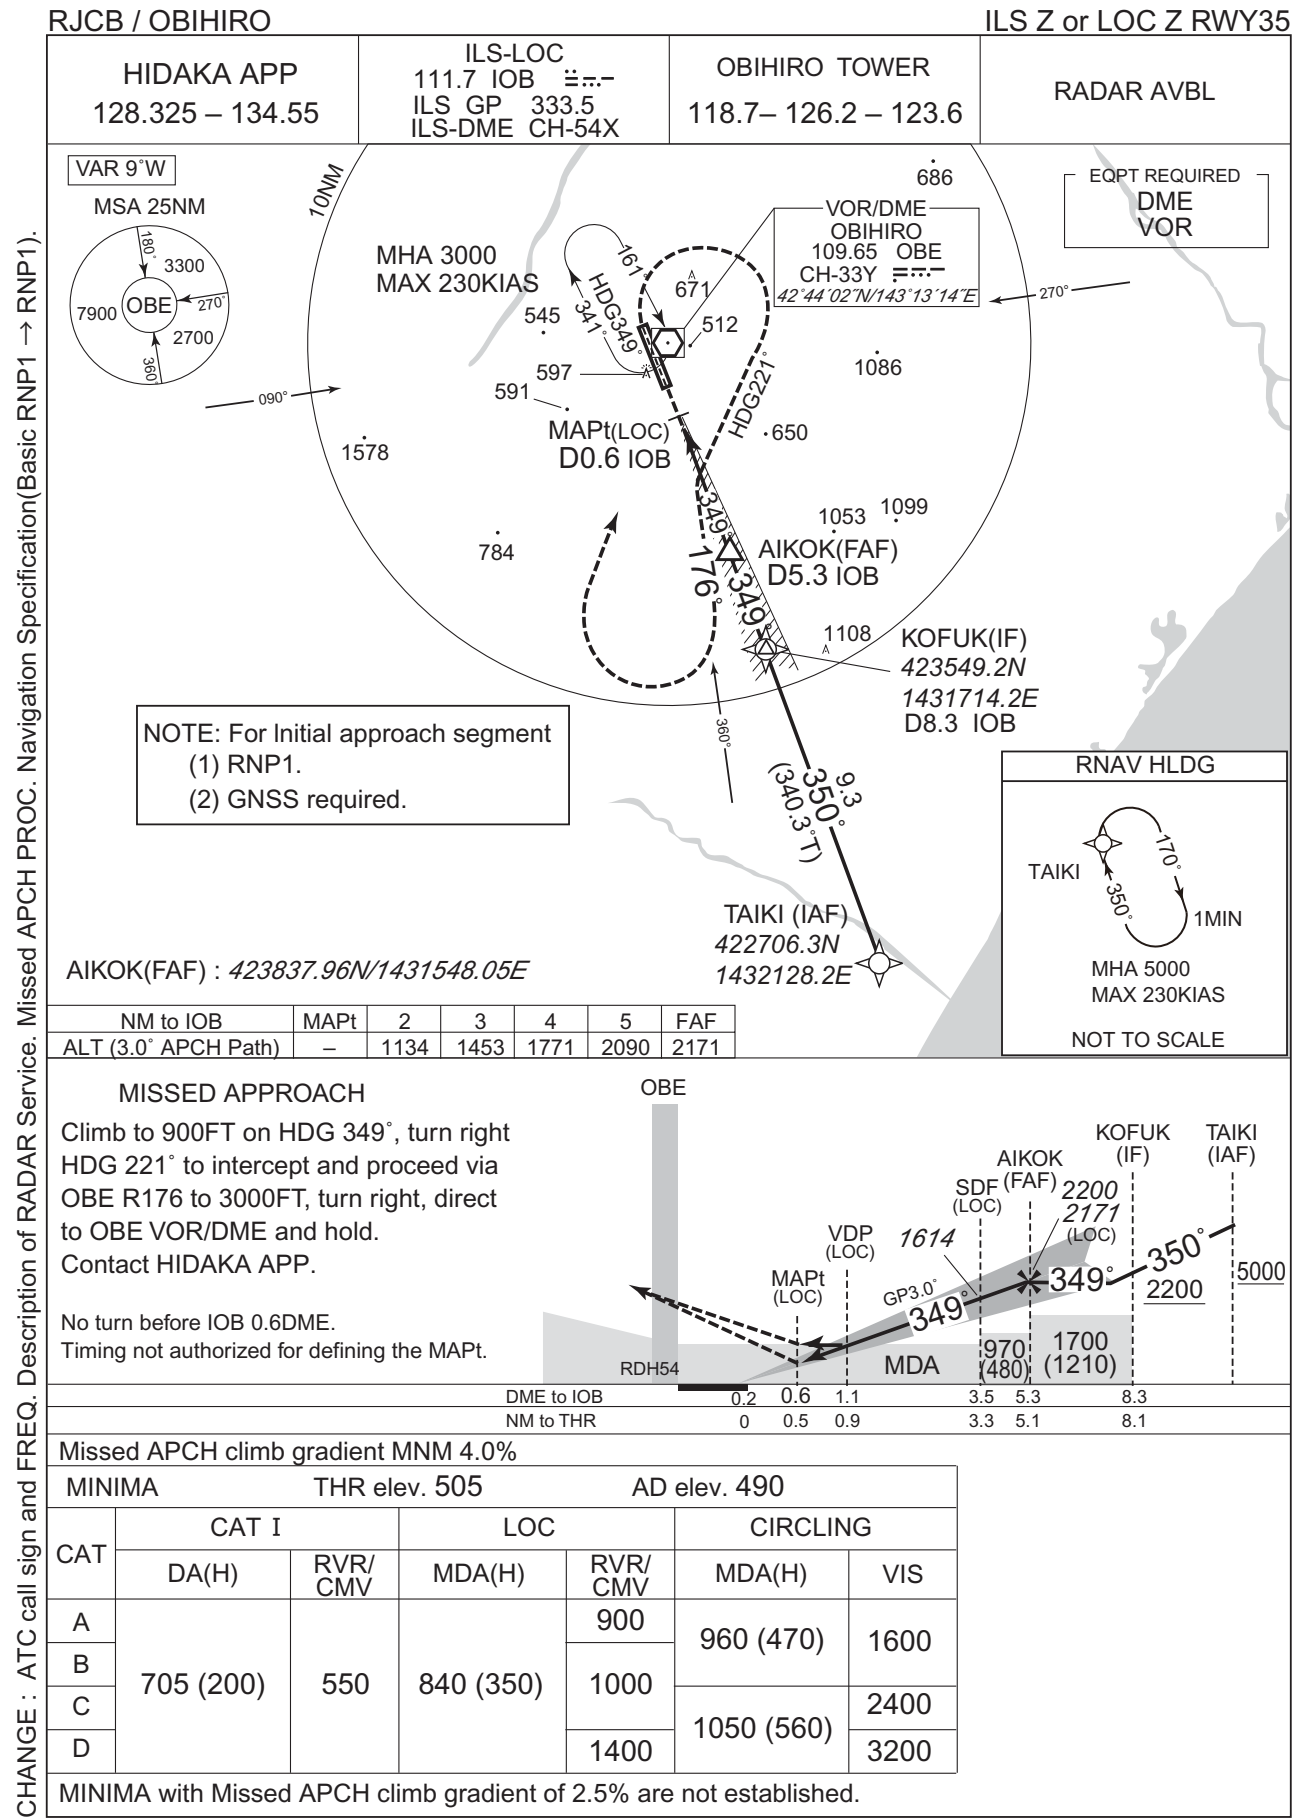 RJCB / OBIHIRO
ILS Z or LOC Z RWY35
HIDAKA APP
128.325 – 134.55
ILS-LOC
111.7 IOB
ILS GP 333.5
ILS-DME CH-54X
OBIHIRO TOWER
118.7– 126.2 – 123.6
RADAR AVBL
VAR 9˚W
MSA 25NM
180˚
3300
7900
OBE
270˚
2700
360˚
10NM
MHA 3000
MAX 230KIAS
161˚
HDG349˚
341˚
686
VOR/DME
OBIHIRO
109.65 OBE
CH-33Y
42˚44´02˝N/143˚13´14˝E
EQPT REQUIRED
DME
VOR
270˚
671
545
512
597
1086
591
090˚
HDG221˚
MAPt(LOC)
D0.6 IOB
650
1578
349˚
1053
1099
784
AIKOK(FAF)
D5.3 IOB
176˚
349˚
1108
KOFUK(IF)
423549.2N
1431714.2E
D8.3 IOB
360˚
NOTE: For Initial approach segment
(1) RNP1.
(2) GNSS required.
9.3
350˚
(340.3˚T)
RNAV HLDG
TAIKI
170˚
350˚
1MIN
MHA 5000
MAX 230KIAS
NOT TO SCALE
TAIKI (IAF)
422706.3N
1432128.2E
AIKOK(FAF) : 423837.96N/1431548.05E
NM to IOB MAPt 2 3 4 5 FAF
ALT (3.0˚ APCH Path) – 1134 1453 1771 2090 2171
MISSED APPROACH
Climb to 900FT on HDG 349˚, turn right
HDG 221˚ to intercept and proceed via
OBE R176 to 3000FT, turn right, direct
to OBE VOR/DME and hold.
Contact HIDAKA APP.
No turn before IOB 0.6DME.
Timing not authorized for defining the MAPt.
OBE
KOFUK
(IF)
TAIKI
(IAF)
AIKOK
(FAF)
SDF
(LOC)
2200
2171
(LOC)
VDP
(LOC)
1614
MAPt
(LOC)
GP3.0˚
349˚
349˚
350˚
2200
5000
RDH54
MDA
970
(480)
1700
(1210)
DME to IOB 0.2 0.6 1.1 3.5 5.3 8.3
NM to THR 0 0.5 0.9 3.3 5.1 8.1
Missed APCH climb gradient MNM 4.0%
MINIMA THR elev. 505 AD elev. 490
CAT
CAT I
LOC
CIRCLING
DA(H)
RVR/
CMV
MDA(H)
RVR/
CMV
MDA(H)
VIS
A
B
C
D
705 (200)
550
840 (350)
900
1000
1400
960 (470)
1050 (560)
1600
2400
3200
MINIMA with Missed APCH climb gradient of 2.5% are not established.
CHANGE : ATC call sign and FREQ. Description of RADAR Service. Missed APCH PROC. Navigation Specification(Basic RNP1 → RNP1).